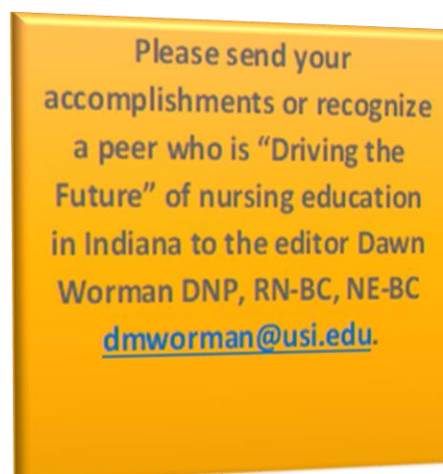 Please send your
accomplishments or recognize
a peer who is “Driving the
Future” of nursing education
in Indiana to the editor Dawn
Worman DNP, RN-BC, NE-BC
dmworman@usi.edu.